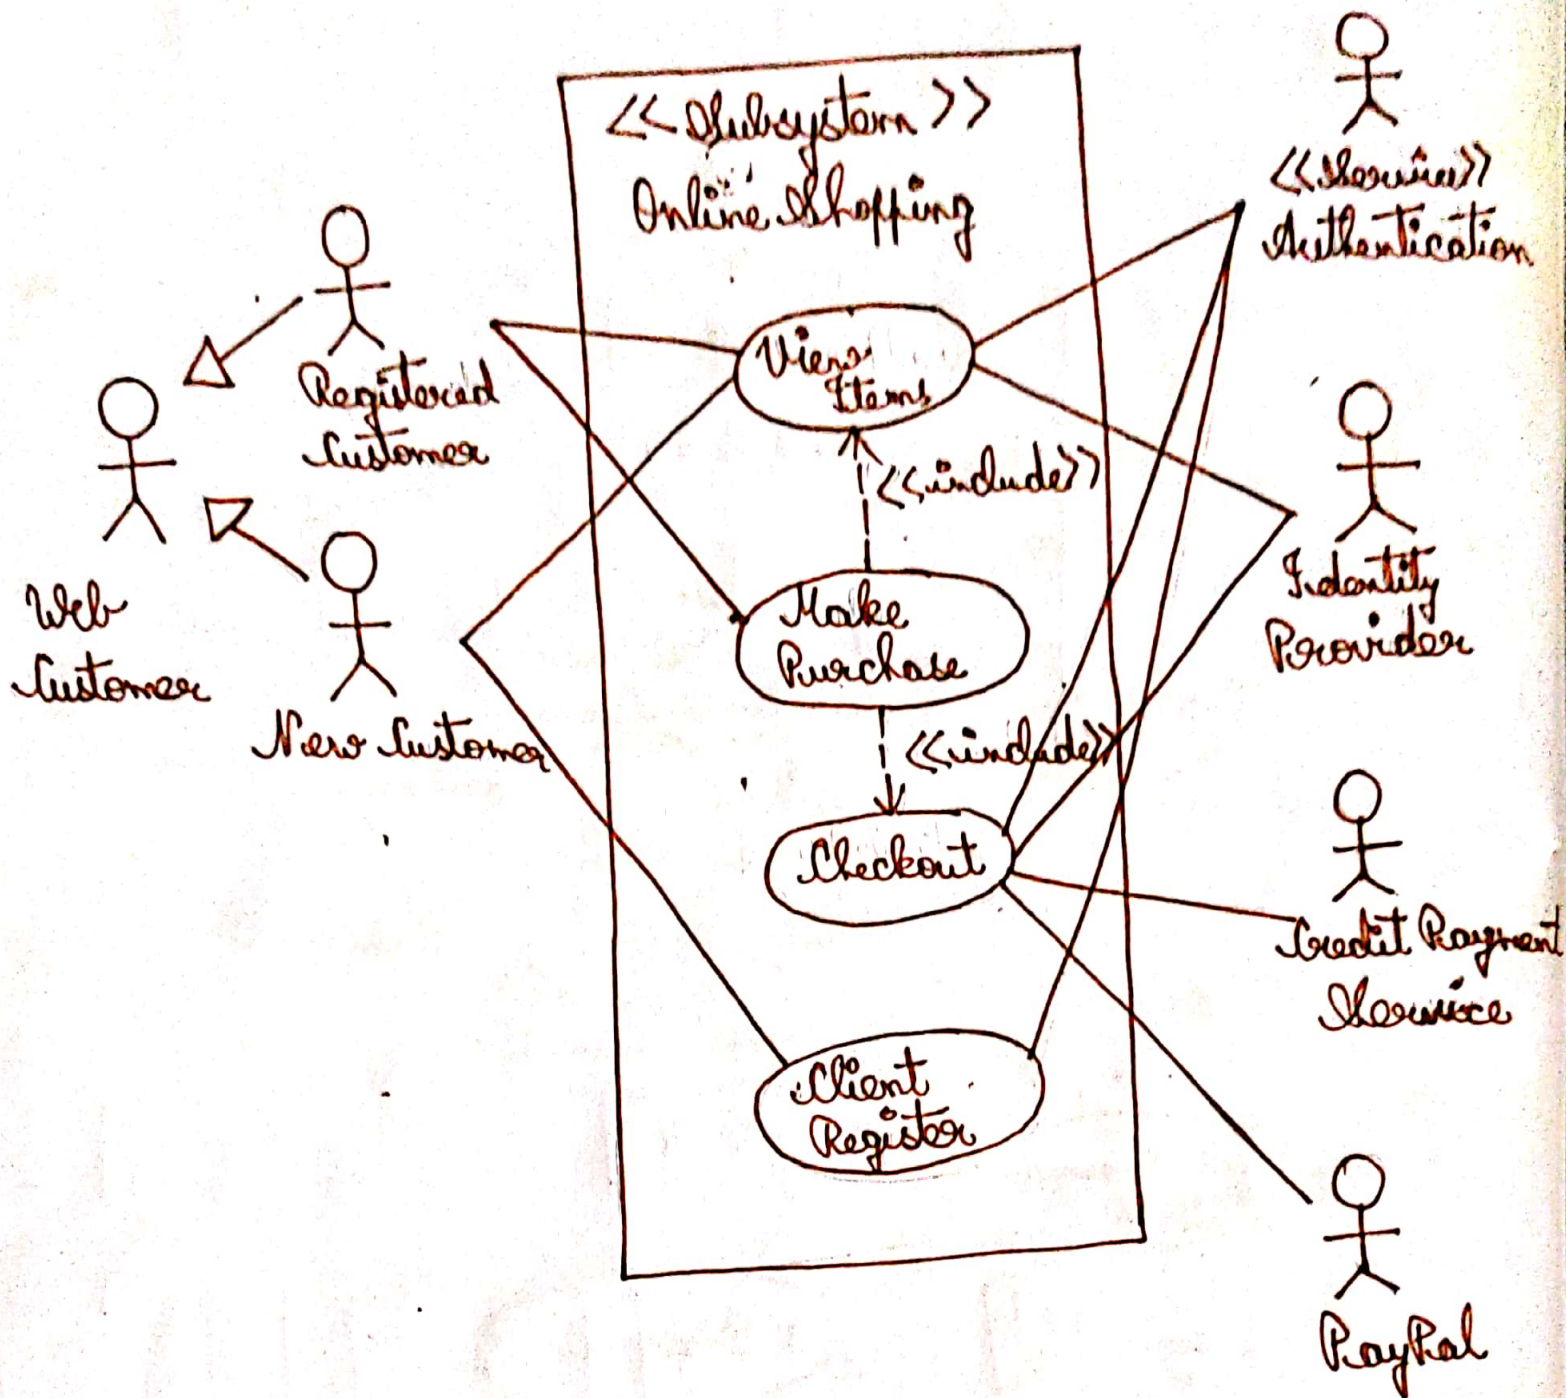 <<Subsystem>>
Online Shopping
Registered
Customer
Web
Customer
New Customer
View
Items
<<include>>
Make
Purchase
<<include>>
Checkout
Client
Register
<<Service>>
Authentication
Identity
Provider
Credit Payment
Service
PayPal